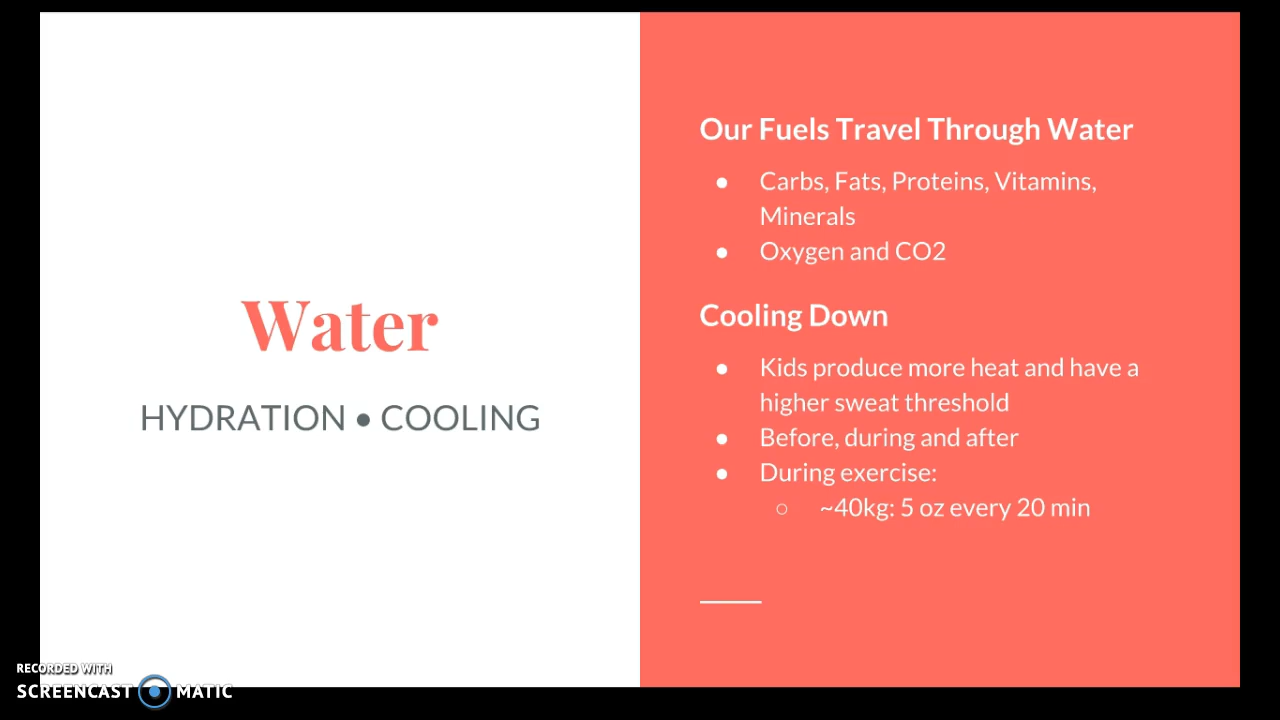 Water
HYDRATION ● COOLING
Our Fuels Travel Through Water
● Carbs, Fats, Proteins, Vitamins,
Minerals
● Oxygen and CO2
Cooling Down
● Kids produce more heat and have a
higher sweat threshold
● Before, during and after
● During exercise:
○ ~40kg: 5 oz every 20 min
RECORDED WITH
SCREENCAST MATIC